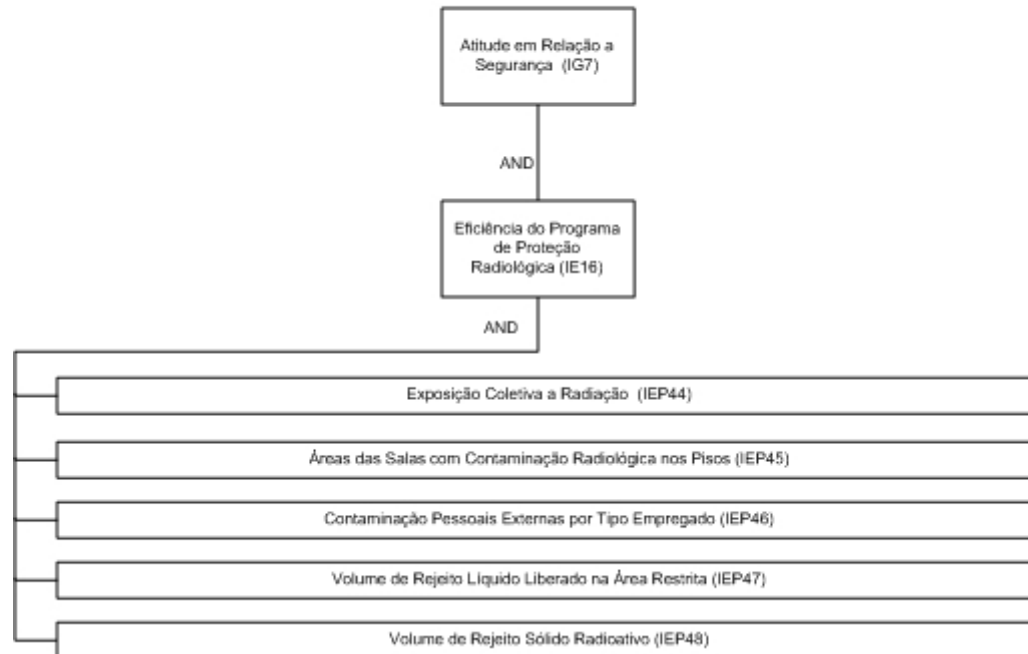 Atitude em Relação a
Segurança (IG7)
AND
Eficiência do Programa
de Proteção
Radiológica (IE16)
AND
Exposição Coletiva a Radiação (IEP44)
Áreas das Salas com Contaminação Radiológica nos Pisos (IEP45)
Contaminação Pessoais Externas por Tipo Empregado (IEP46)
Volume de Rejeito Líquido Liberado na Área Restrita (IEP47)
Volume de Rejeito Sólido Radioativo (IEP48)